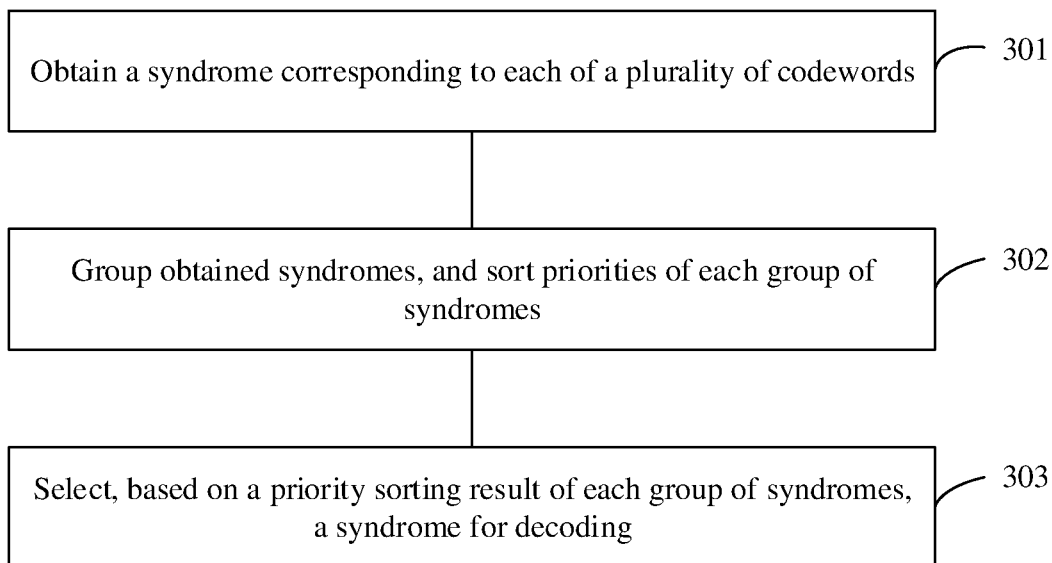 Obtain a syndrome corresponding to each of a plurality of codewords
301
Group obtained syndromes, and sort priorities of each group of
syndromes
302
Select, based on a priority sorting result of each group of syndromes,
a syndrome for decoding
303